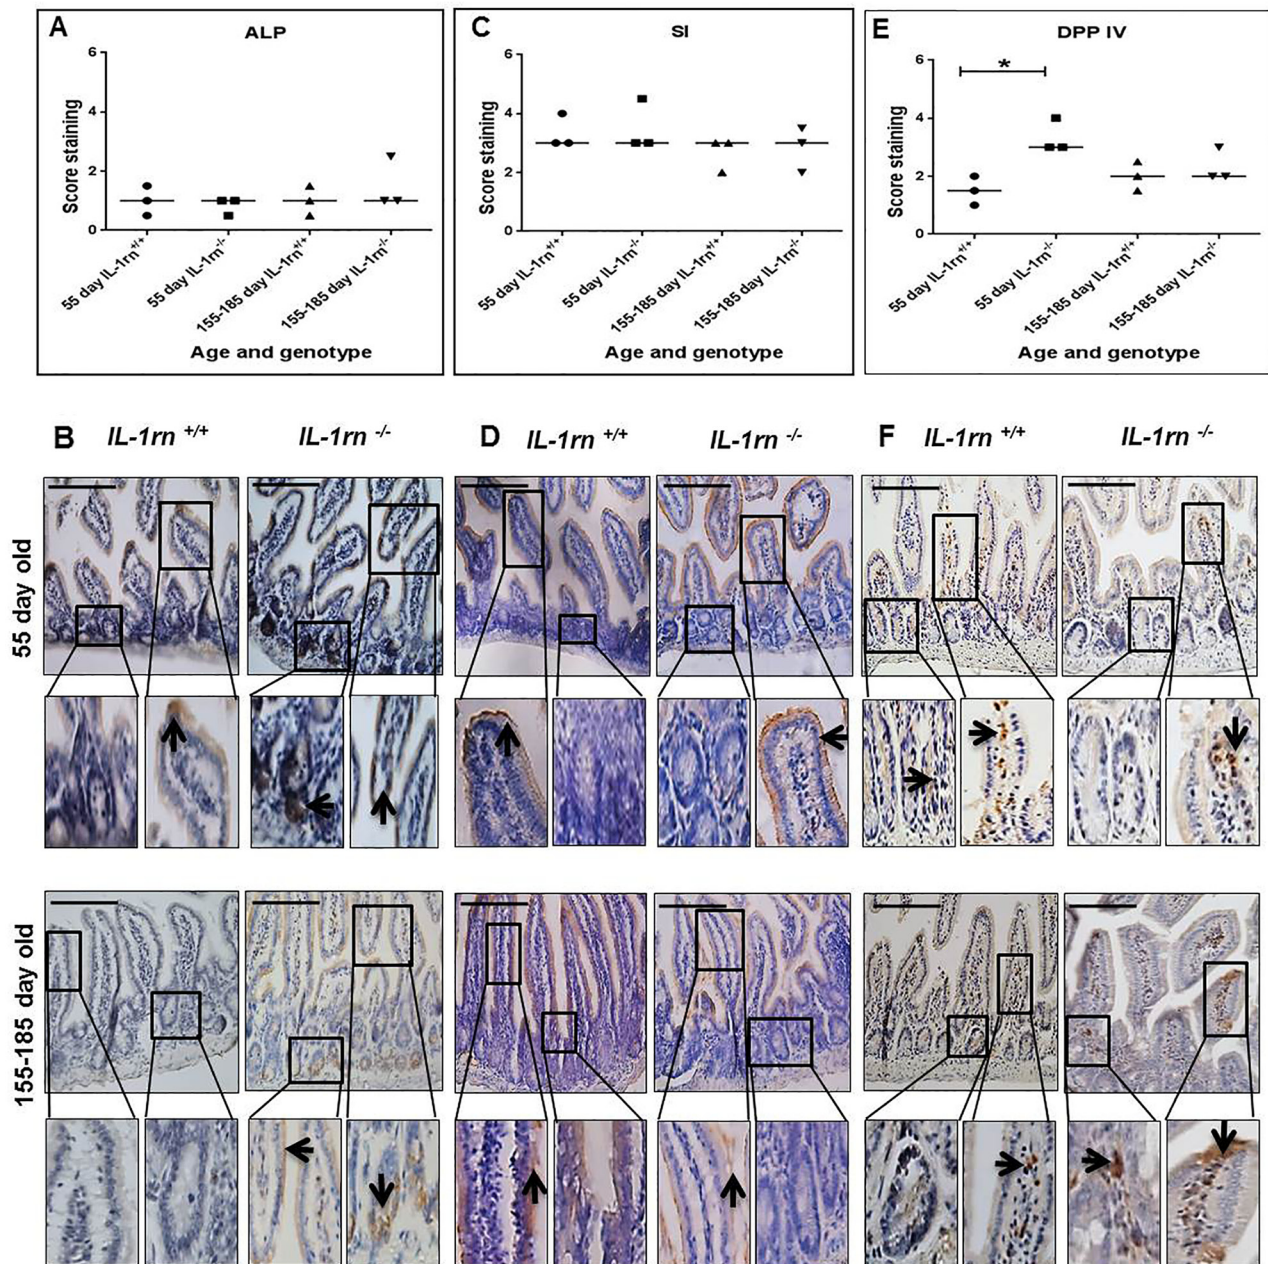 A
ALP
6
4
2
0
Score staining
55 day IL-1rn+/+
55 day IL-1rn-/-
155-185 day IL-1rn+/+
155-185 day IL-1rn-/-
Age and genotype
C
SI
6
4
2
0
Score staining
55 day IL-1rn+/+
55 day IL-1rn-/-
155-185 day IL-1rn+/+
155-185 day IL-1rn-/-
Age and genotype
E
DPP IV
*
6
4
2
0
Score staining
55 day IL-1rn+/+
55 day IL-1rn-/-
155-185 day IL-1rn+/+
155-185 day IL-1rn-/-
Age and genotype
B IL-1rn +/+ IL-1rn -/-
D IL-1rn +/+ IL-1rn -/-
F IL-1rn +/+ IL-1rn -/-
55 day old
155-185 day old